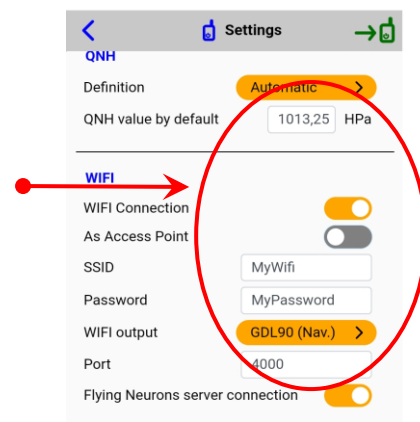 Settings
QNH
Definition Automatic
QNH value by default 1013,25 HPa
WIFI
WIFI Connection
As Access Point
SSID MyWifi
Password MyPassword
WIFI output GDL90 (Nav.)
Port 4000
Flying Neurons server connection